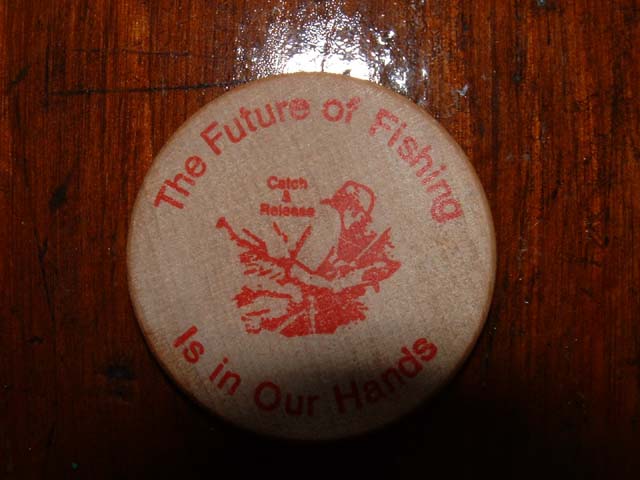 The Future of Fishing
Catch
&
Release
Is in Our Hands